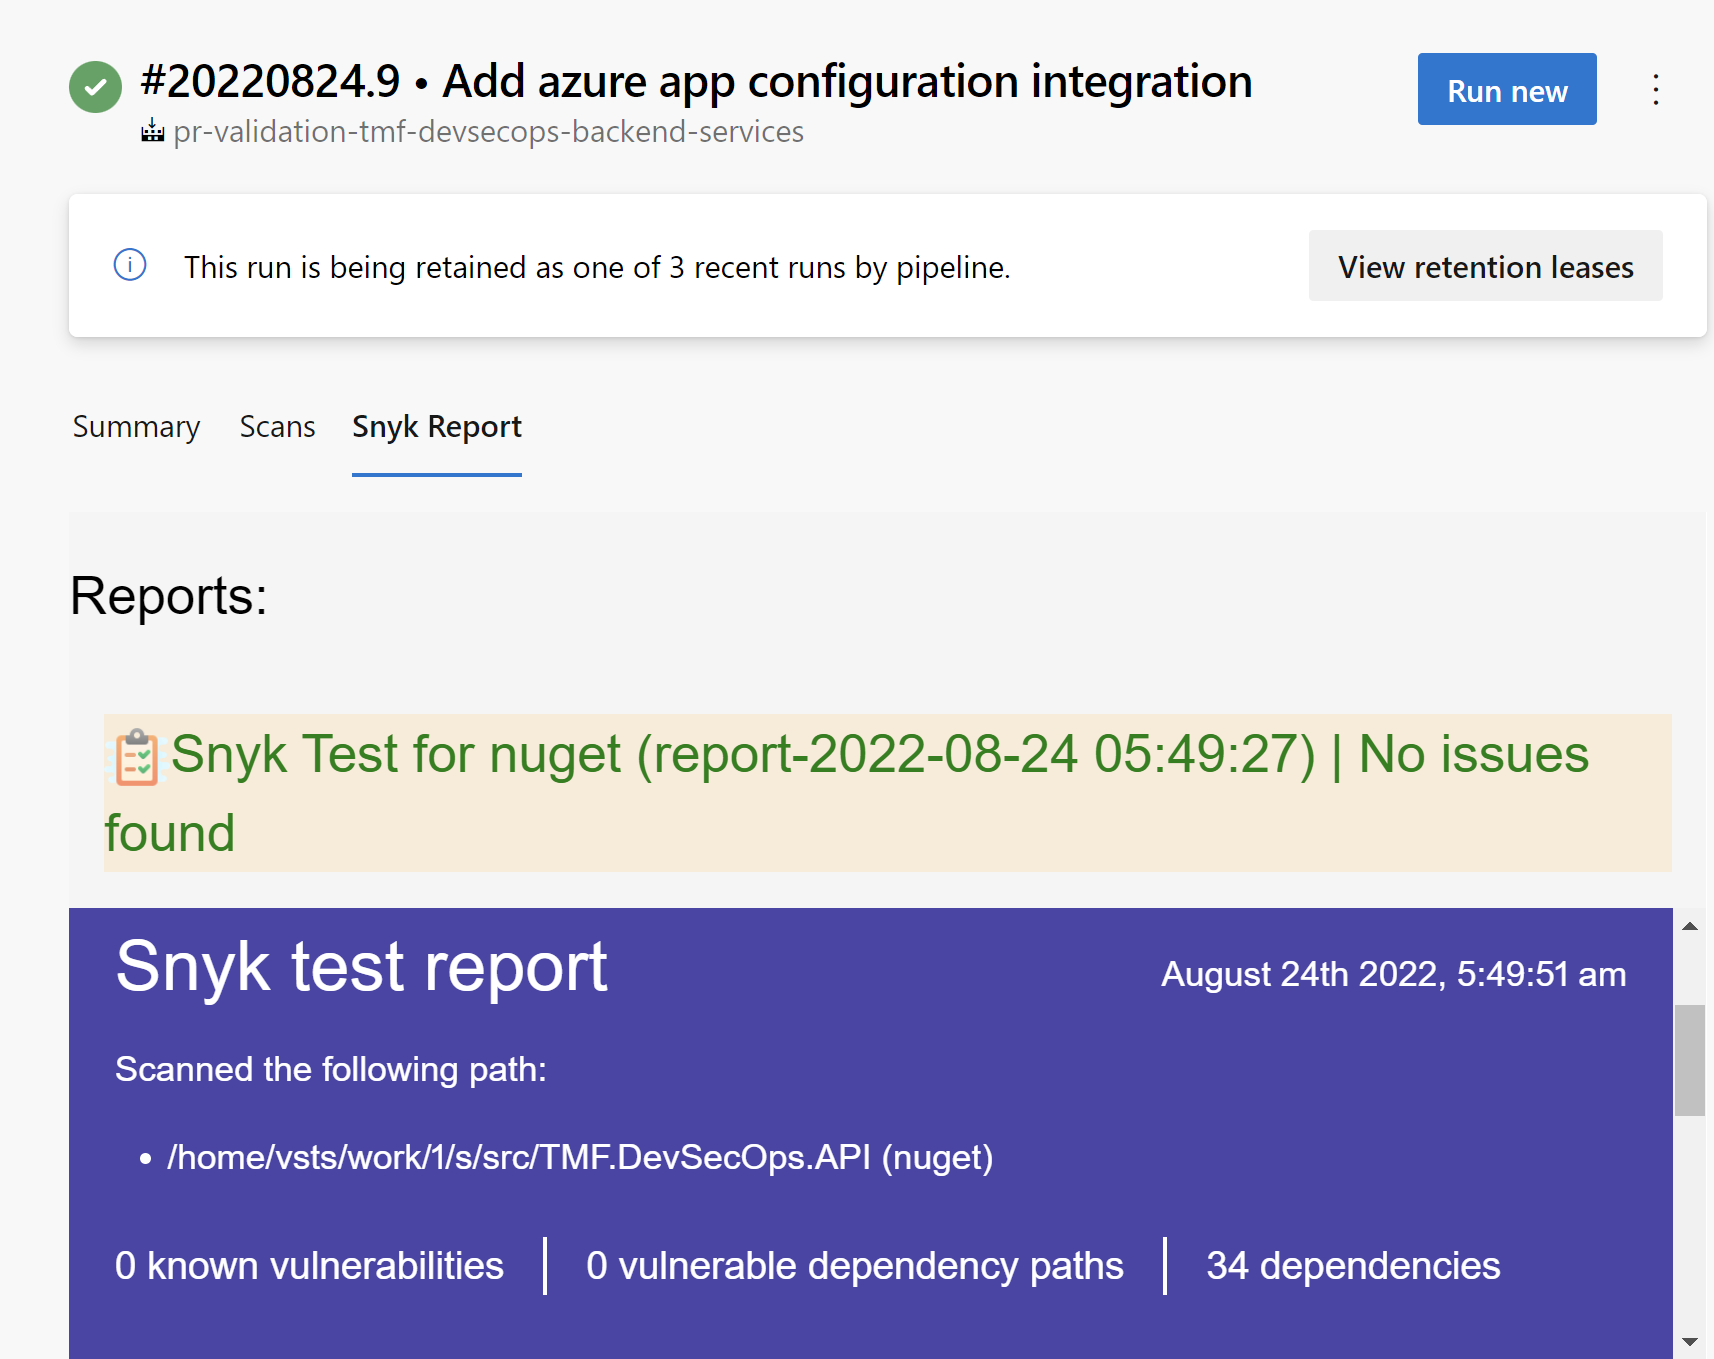 #20220824.9 • Add azure app configuration integration
Run new
pr-validation-tmf-devsecops-backend-services
This run is being retained as one of 3 recent runs by pipeline.
View retention leases
Summary Scans Snyk Report
Reports:
Snyk Test for nuget (report-2022-08-24 05:49:27) | No issues
found
Snyk test report
August 24th 2022, 5:49:51 am
Scanned the following path:
• /home/vsts/work/1/s/src/TMF.DevSecOps.API (nuget)
0 known vulnerabilities | 0 vulnerable dependency paths | 34 dependencies